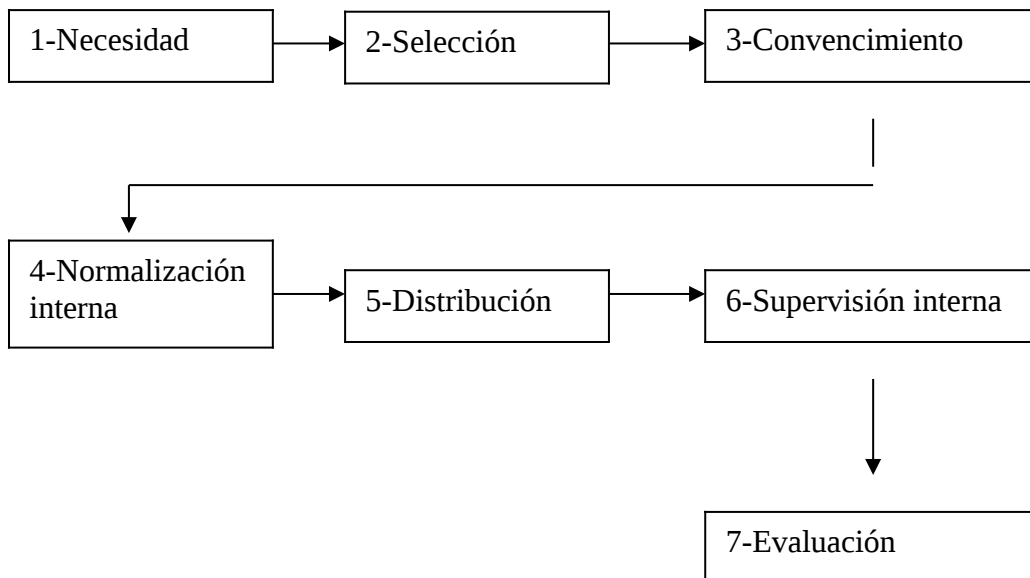 1-Necesidad
2-Selección
3-Convencimiento
4-Normalización
interna
5-Distribución
6-Supervisión interna
7-Evaluación